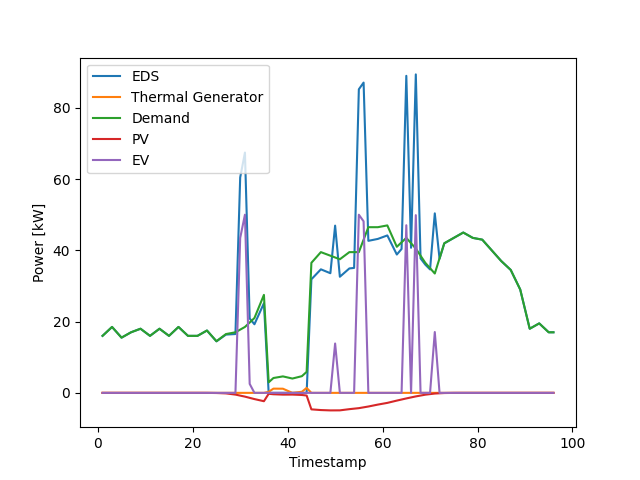 EDS
Thermal Generator
Demand
PV
EV
80
60
40
20
0
Power [kW]
0 20 40 60 80 100
Timestamp